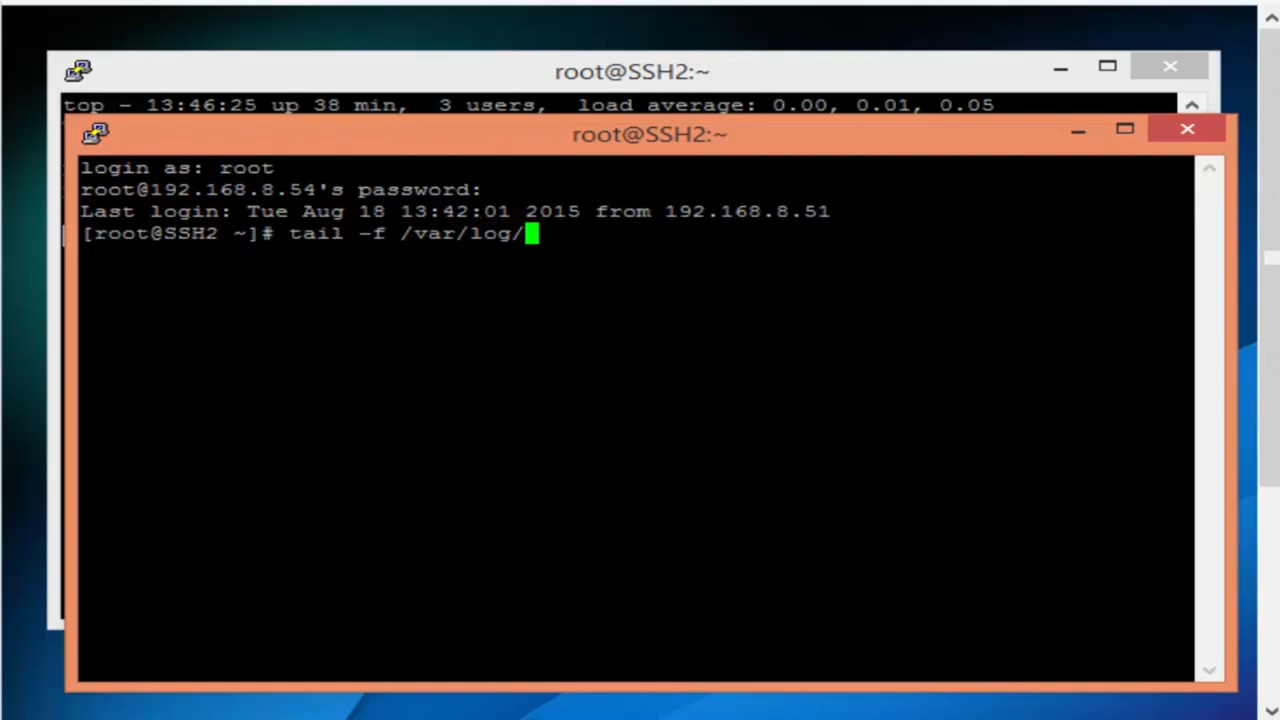 root@SSH2:~
top - 13:46:25 up 38 min,  3 users,  load average: 0.00, 0.01, 0.05
root@SSH2:~
login as: root
root@192.168.8.54's password:
Last login: Tue Aug 18 13:42:01 2015 from 192.168.8.51
[root@SSH2 ~]# tail -f /var/log/